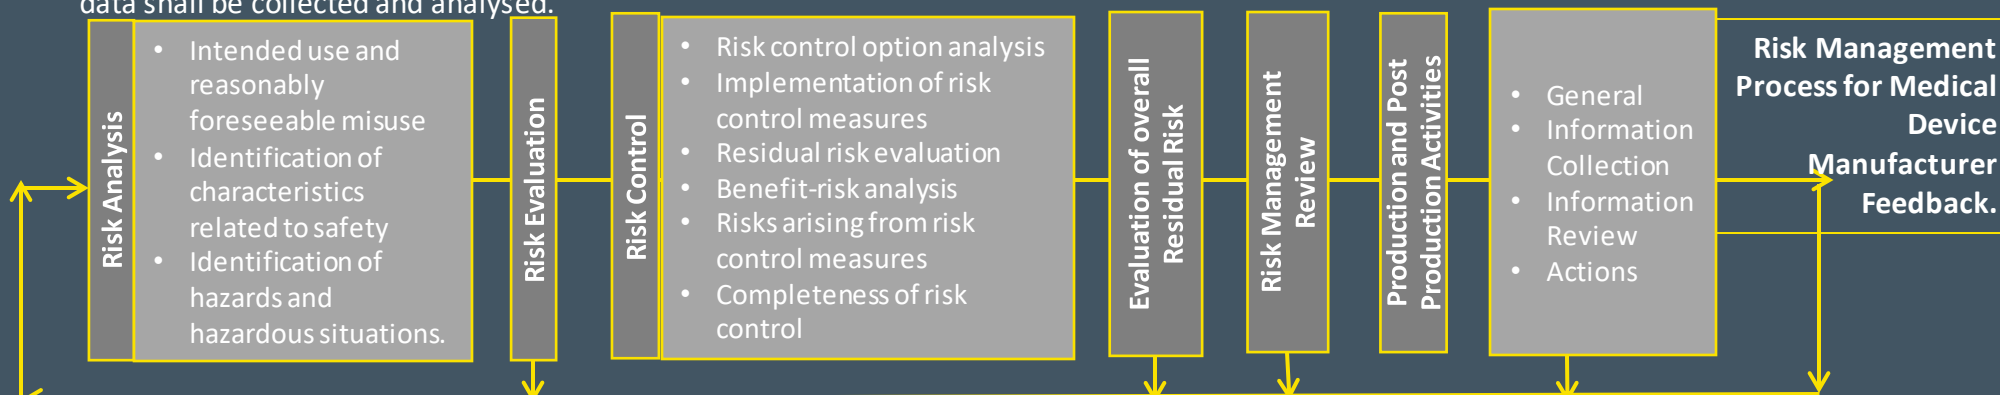 data shall be collected and analysed.
Risk Analysis
• Intended use and
reasonably
foreseeable misuse
• Identification of
characteristics
related to safety
• Identification of
hazards and
hazardous situations.
Risk Evaluation
Risk Control
• Risk control option analysis
• Implementation of risk
control measures
• Residual risk evaluation
• Benefit-risk analysis
• Risks arising from risk
control measures
• Completeness of risk
control
Evaluation of overall
Residual Risk
Risk Management
Review
Production and Post
Production Activities
• General
• Information
Collection
• Information
Review
• Actions
Risk Management
Process for Medical
Device
Manufacturer
Feedback.